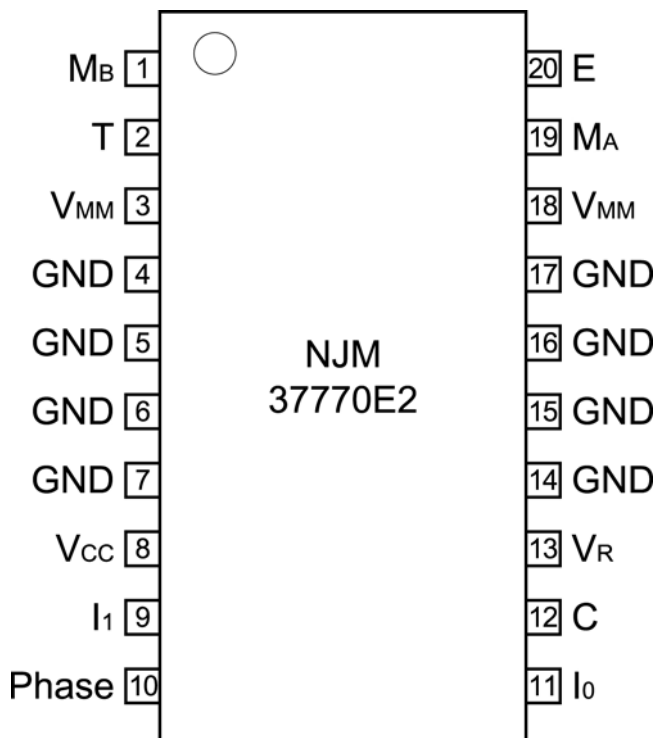 MB 1 20 E
T 2 19 MA
VMM 3 18 VMM
GND 4 17 GND
GND 5 16 GND
NJM
37770E2
GND 6 15 GND
GND 7 14 GND
VCC 8 13 VR
I1 9 12 C
Phase 10 11 I0